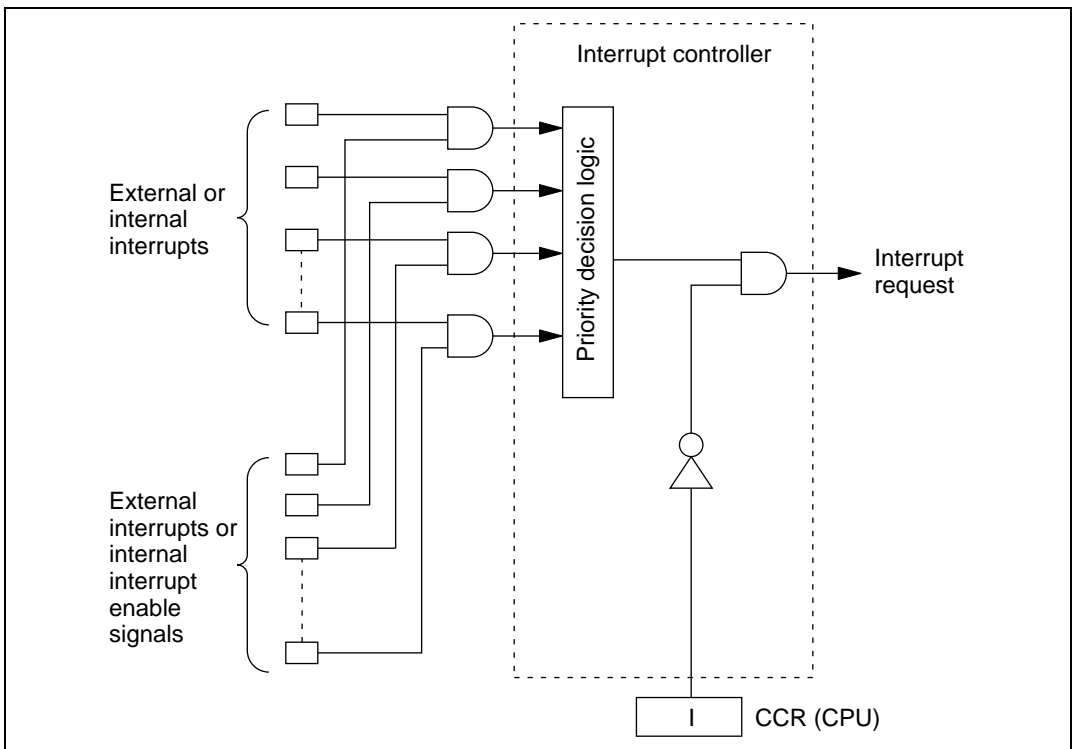 Interrupt controller
External or
internal
interrupts
Priority decision logic
Interrupt
request
External
interrupts or
internal
interrupt
enable
signals
I
CCR (CPU)